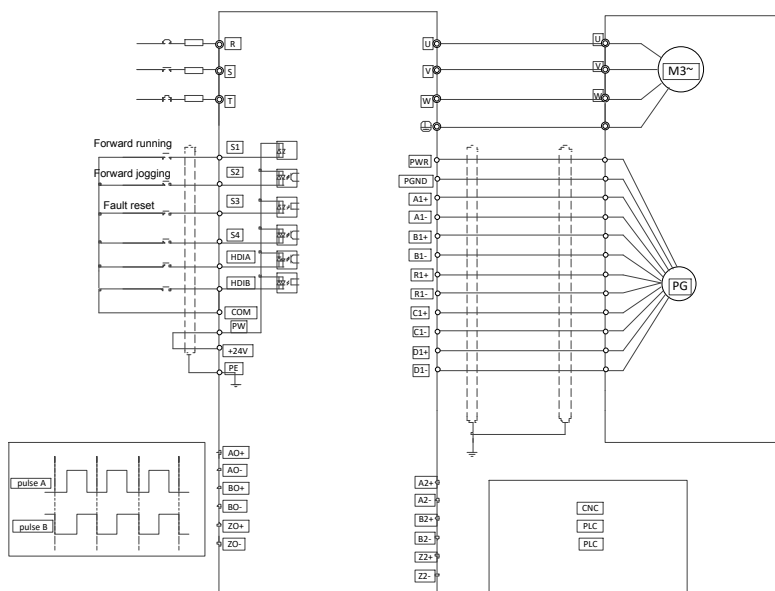 R
S
T
U
V
W
U
V
W
M3~
Forward running
S1
Forward jogging
S2
Fault reset
S3
S4
HDIA
HDIB
COM
PW
+24V
PE
PWR
PGND
A1+
A1-
B1+
B1-
R1+
R1-
C1+
C1-
D1+
D1-
PG
pulse A
pulse B
AO+
AO-
BO+
BO-
ZO+
ZO-
A2+
A2-
B2+
B2-
Z2+
Z2-
CNC
PLC
PLC